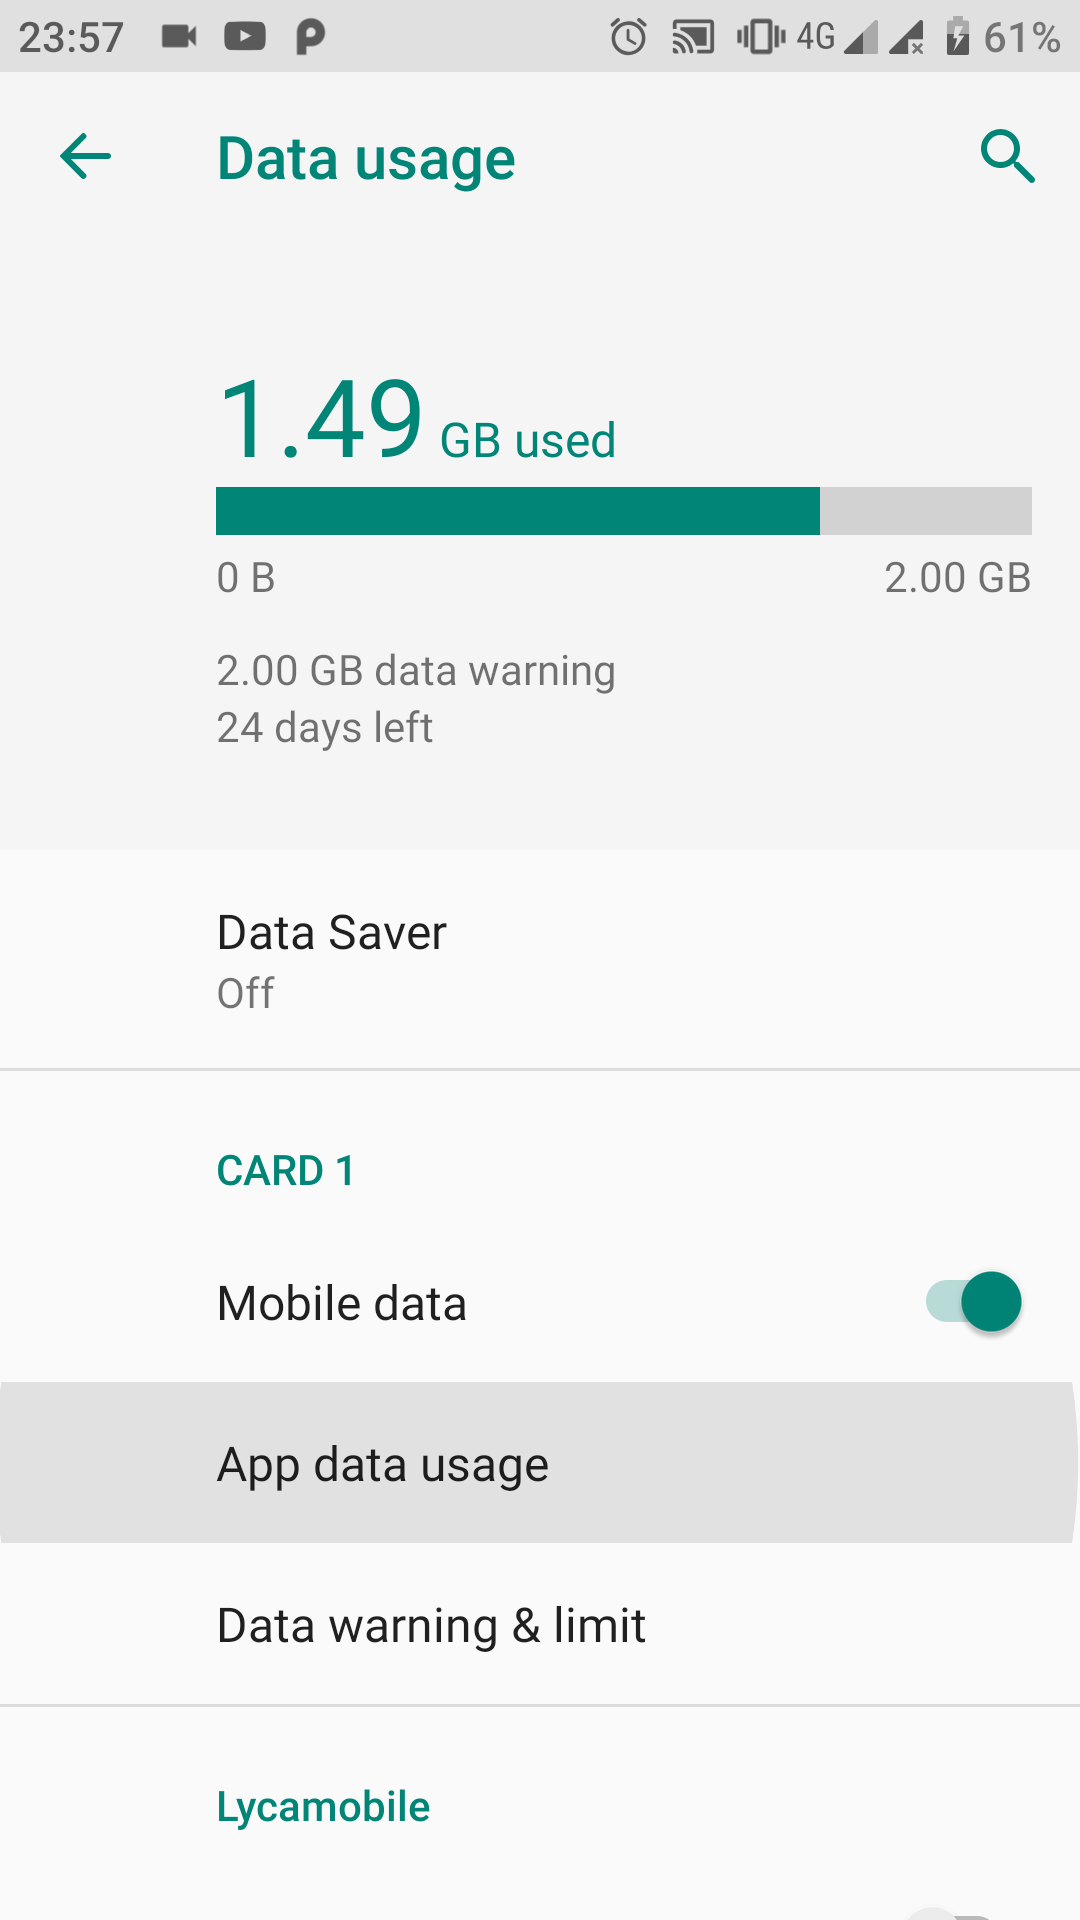 23:57 4G 61%
Data usage
1.49 GB used
0 B 2.00 GB
2.00 GB data warning
24 days left
Data Saver
Off
CARD 1
Mobile data
App data usage
Data warning & limit
Lycamobile